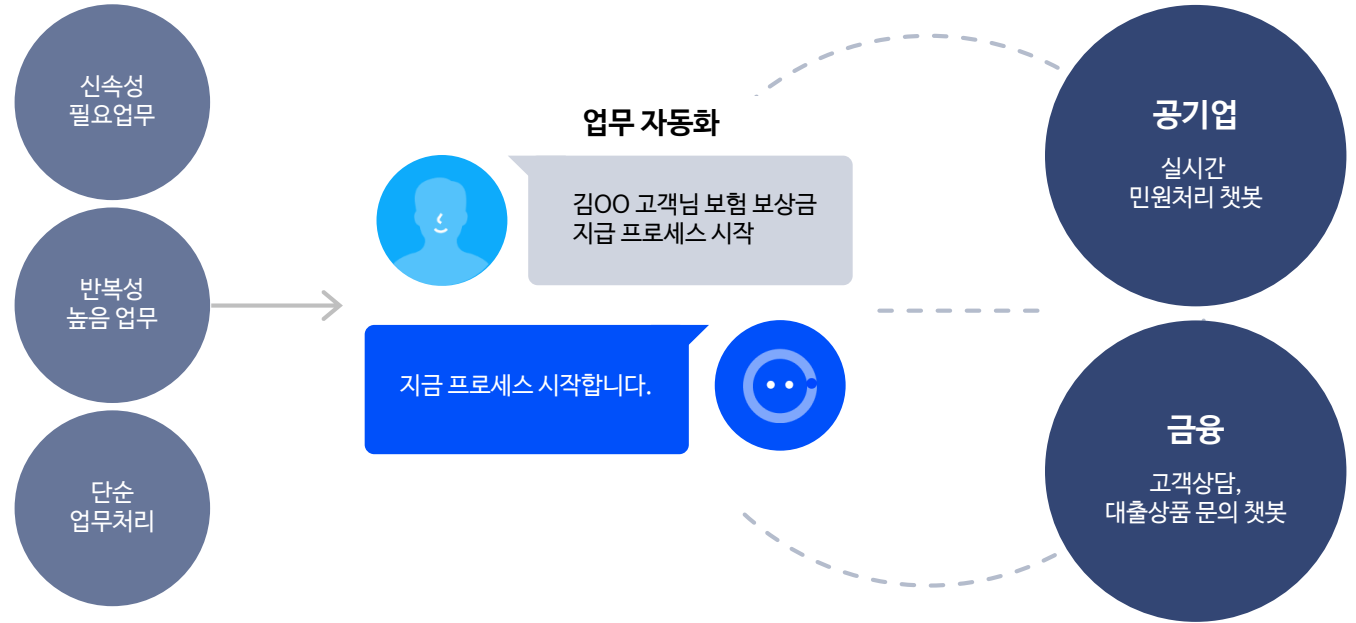 신속성
필요업무
반복성
높음 업무
단순
업무처리
업무 자동화
김OO 고객님 보험 보상금
지급 프로세스 시작
지금 프로세스 시작합니다.
공기업
실시간
민원처리 챗봇
금융
고객상담,
대출상품 문의 챗봇